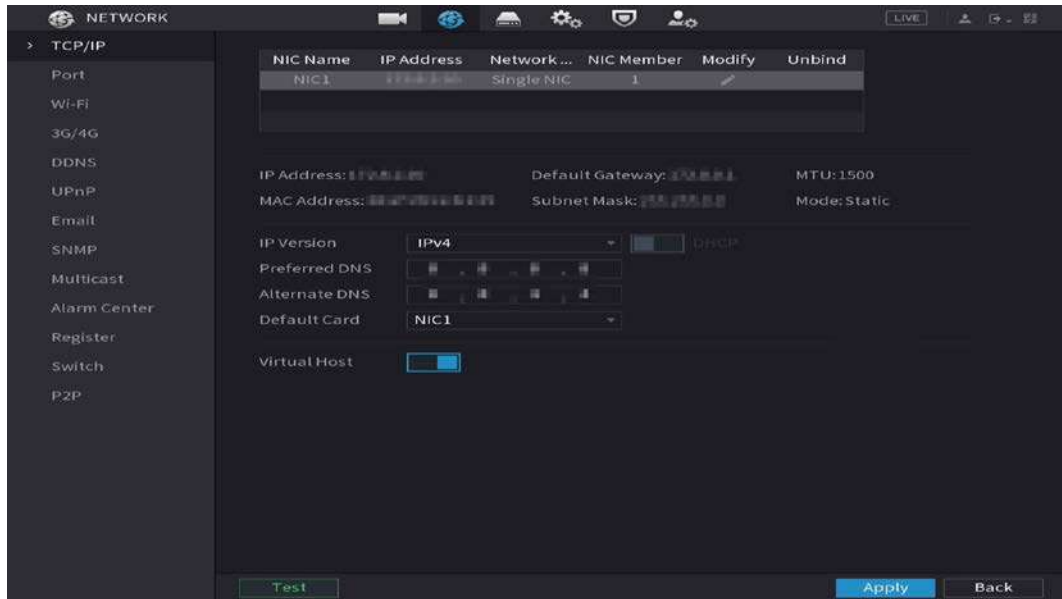 NETWORK LIVE
TCP/IP
Port
Wi-Fi
3G/4G
DDNS
UPnP
Email
SNMP
Multicast
Alarm Center
Register
Switch
P2P
NIC Name IP Address Network ... NIC Member Modify Unbind
NIC1 Single NIC 1
IP Address: Default Gateway: MTU:1500
MAC Address: Subnet Mask: Mode:Static
IP Version IPv4 DHCP
Preferred DNS
Alternate DNS
Default Card NIC1
Virtual Host
Test Apply Back